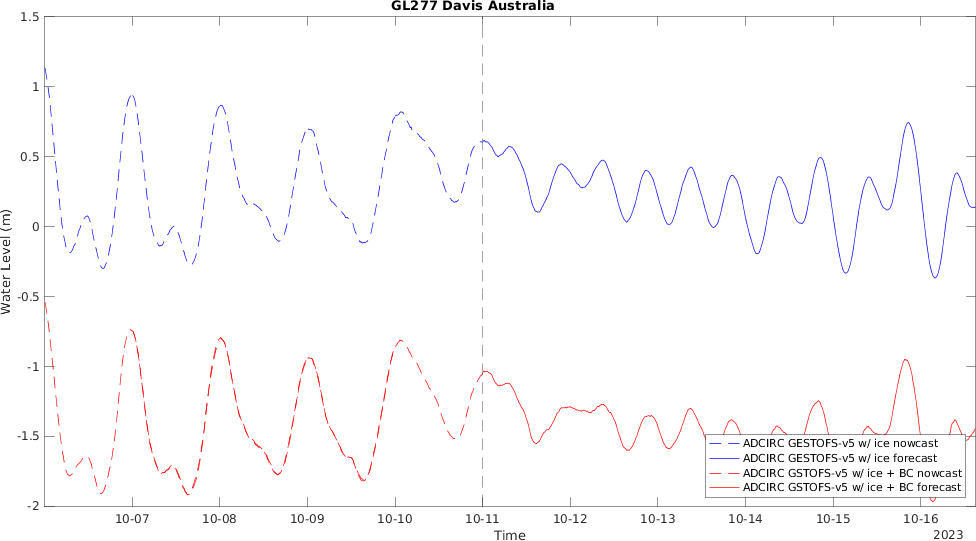 GL277 Davis Australia
1.5
1
0.5
0
-0.5
-1
-1.5
-2
Water Level (m)
ADCIRC GESTOFS-v5 w/ ice nowcast
ADCIRC GESTOFS-v5 w/ ice forecast
ADCIRC GSTOFS-v5 w/ ice + BC nowcast
ADCIRC GSTOFS-v5 w/ ice + BC forecast
10-07 10-08 10-09 10-10 10-11 10-12 10-13 10-14 10-15 10-16
Time
2023